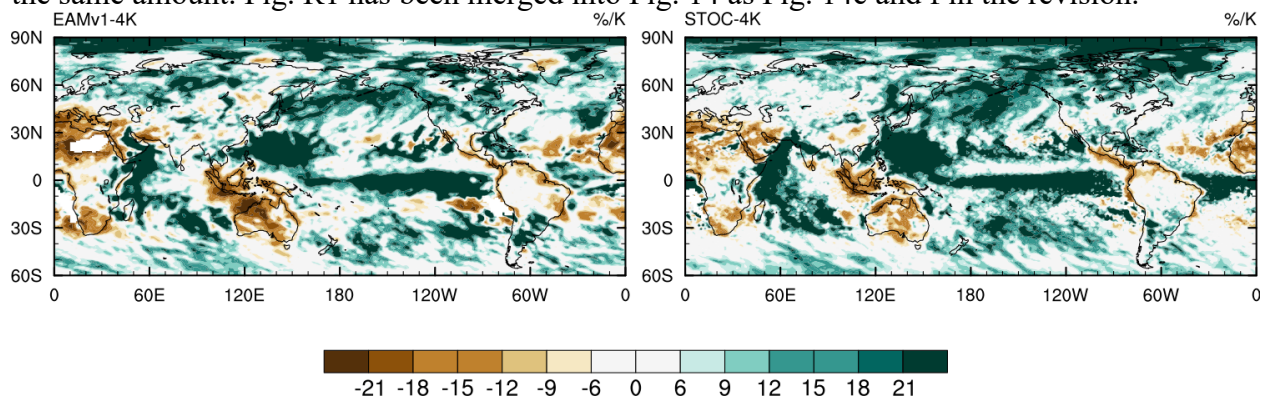 the same amount. Fig. R1 has been merged into Fig. 14 as Fig. 14e and f in the revision.
EAMv1-4K %/K STOC-4K %/K
90N
60N
30N
0
30S
60S
0 60E 120E 180 120W 60W 0
90N
60N
30N
0
30S
60S
0 60E 120E 180 120W 60W 0
-21 -18 -15 -12 -9 -6 0 6 9 12 15 18 21